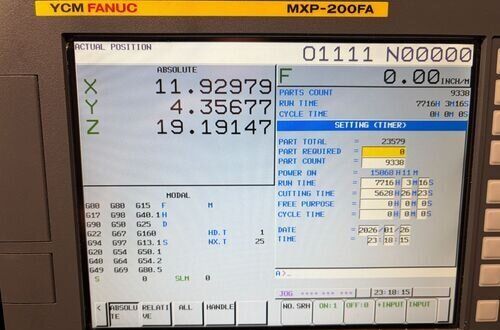 YCM FANUC MXP-200FA
ACTUAL POSITION O1111 N00000
ABSOLUTE
X 11.92979
Y 4.35677
Z 19.19147
F 0.00 INCH/M
PARTS COUNT 9338
RUN TIME 7716H 3M16S
CYCLE TIME 0H 0M 0S
SETTING (TIMER)
PART TOTAL = 23579
PART REQUIRED = 0
PART COUNT = 9338
POWER ON = 15068H11M
RUN TIME = 7716H 3M16S
CUTTING TIME = 5628H26M23S
FREE PURPOSE = 0H 0M 0S
CYCLE TIME = 0H 0M 0S
DATE = 2026/01/26
TIME = 23:18:15
MODAL
G80 G15 F M
G17 G98 G40.1 H
G90 G50 G25 D
G22 G67 G160 HD.T 1
G94 G97 G13.1 S NX.T 25
G20 G54 G50.1
G40 G64 G54.2
G49 G69 G80.5
S 0 SLM 0
A>_
JOG **** *** *** 23:18:15
< ABSOLUTE RELATIVE ALL HANDLE
NO.SRH ON:1 OFF:0 +INPUT INPUT